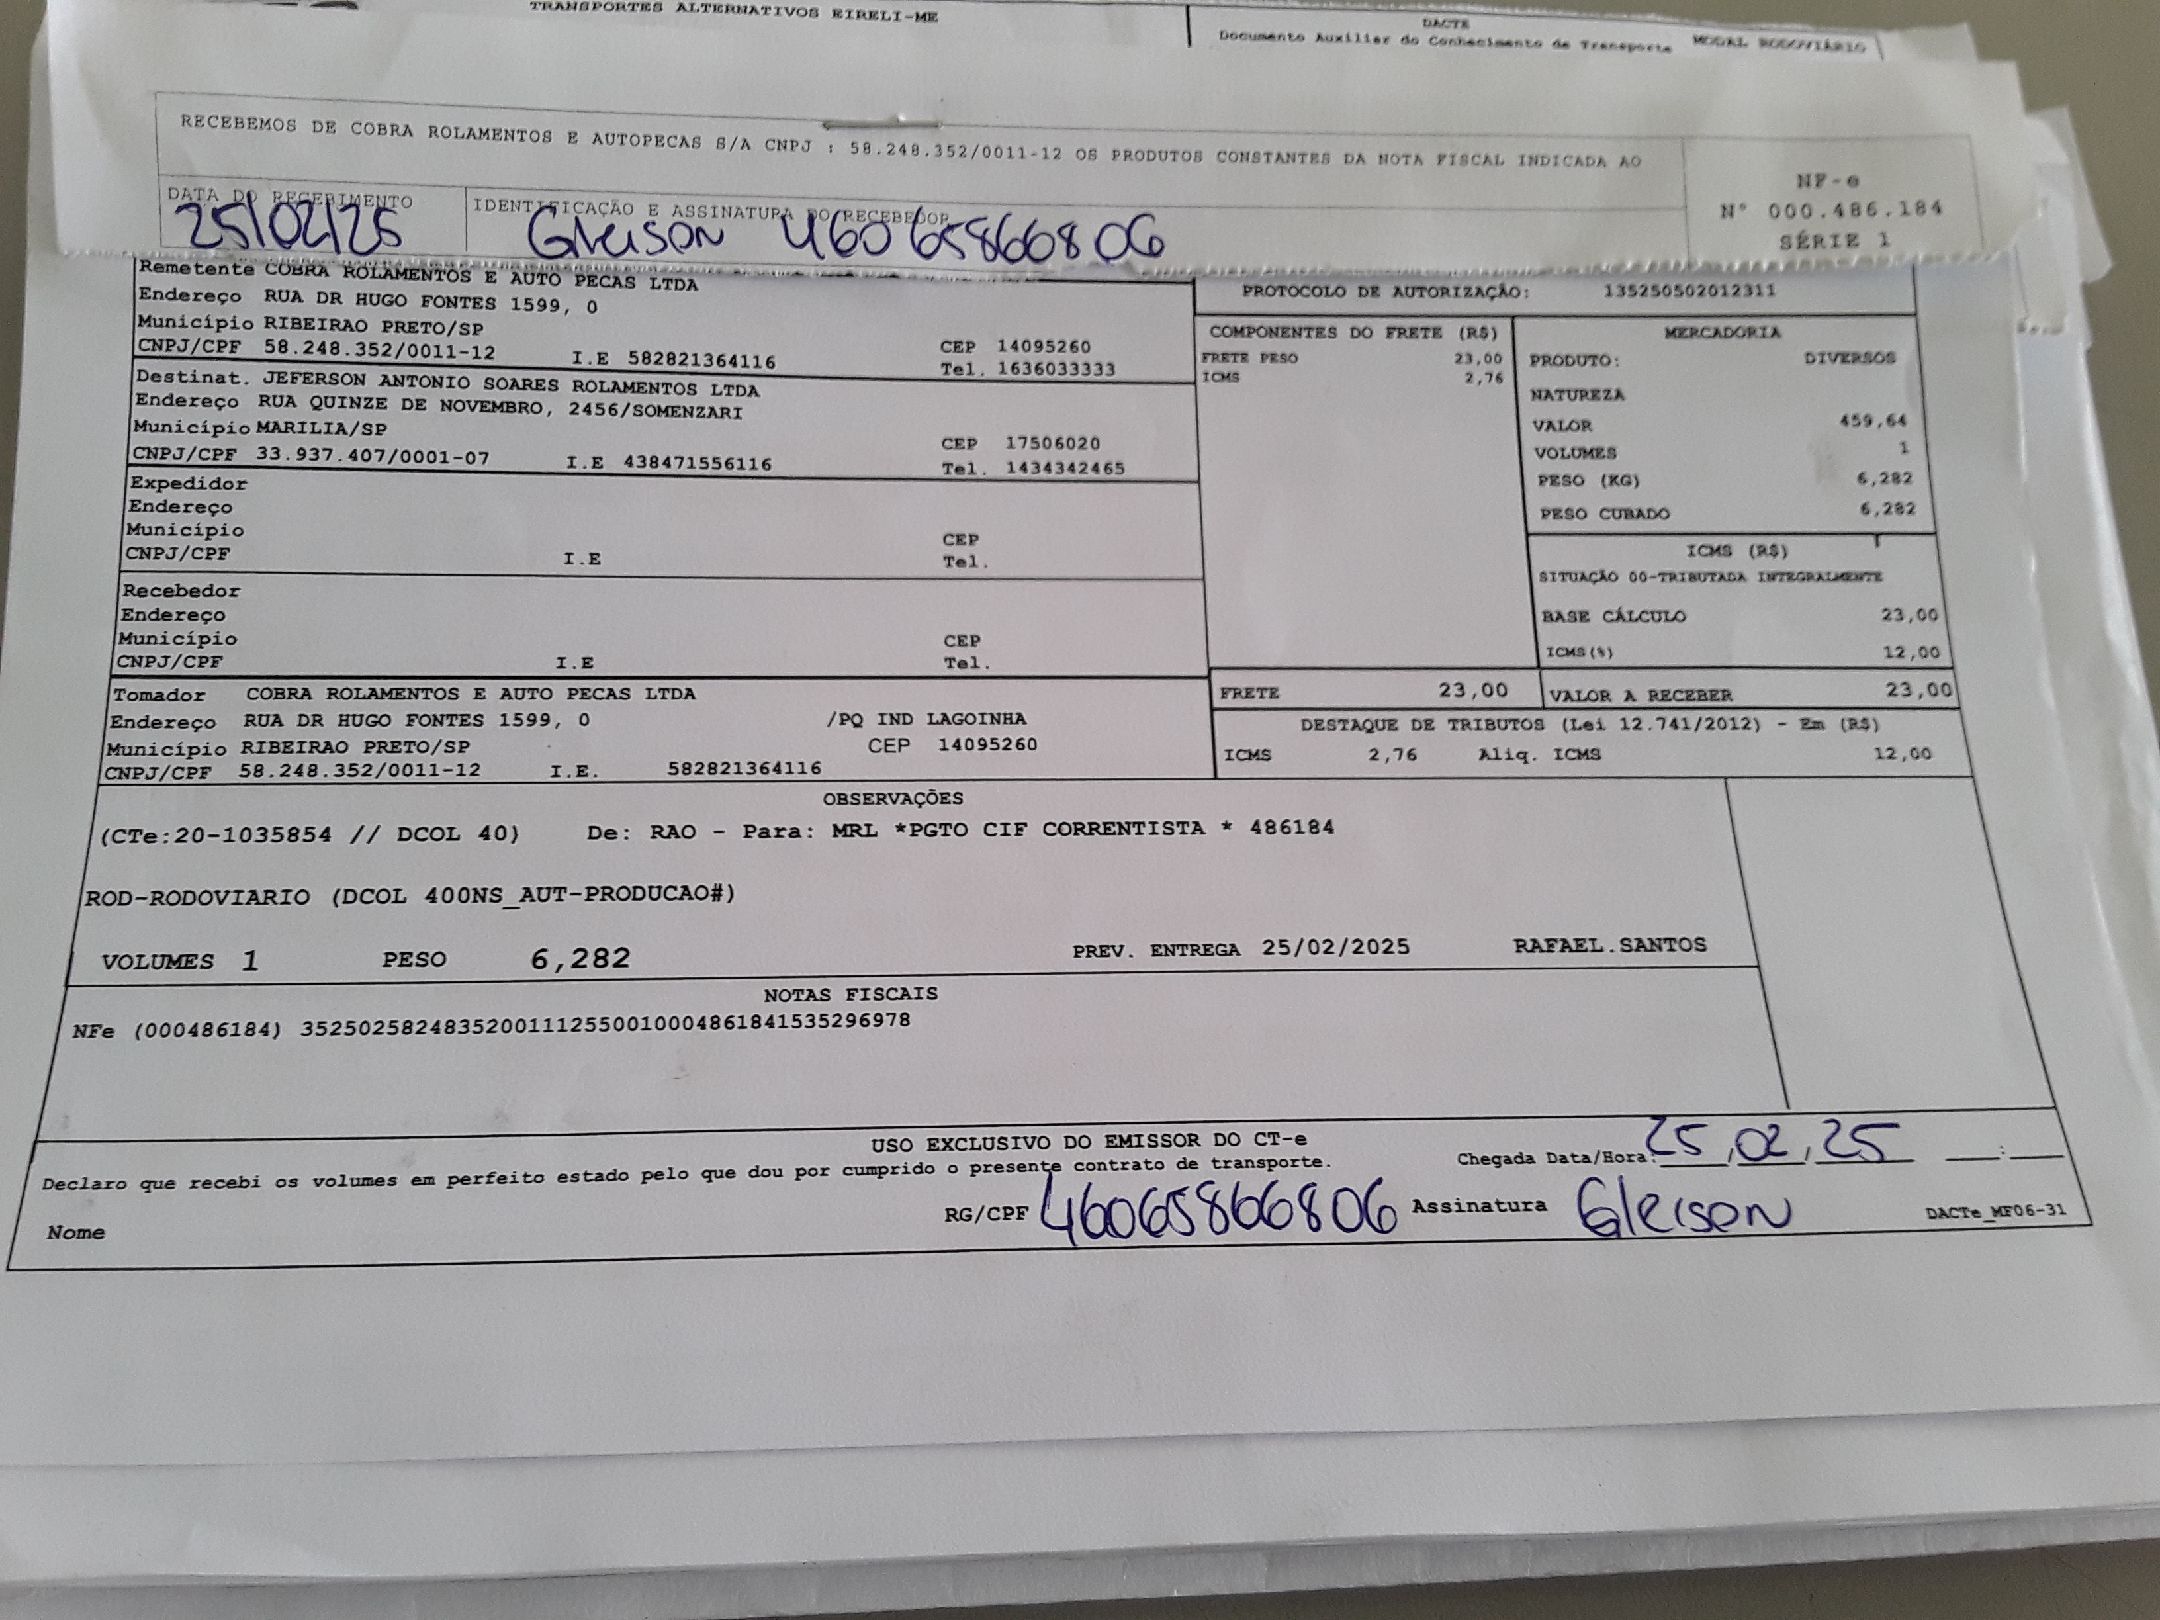 TRANSPORTES ALTERNATIVOS EIRELI-ME
DACTE
Documento Auxiliar do Conhecimento de Transporte MODAL RODOVIÁRIO
RECEBEMOS DE COBRA ROLAMENTOS E AUTOPECAS S/A CNPJ : 58.248.352/0011-12 OS PRODUTOS CONSTANTES DA NOTA FISCAL INDICADA AO
NF-e
Nº 000.486.184
SÉRIE 1
DATA DO RECEBIMENTO
25/02/25
IDENTIFICAÇÃO E ASSINATURA DO RECEBEDOR
Gleison 46065866806
Remetente COBRA ROLAMENTOS E AUTO PECAS LTDA
Endereço RUA DR HUGO FONTES 1599, 0
Município RIBEIRAO PRETO/SP CEP 14095260
CNPJ/CPF 58.248.352/0011-12 I.E 582821364116 Tel. 1636033333
Destinat. JEFERSON ANTONIO SOARES ROLAMENTOS LTDA
Endereço RUA QUINZE DE NOVEMBRO, 2456/SOMENZARI
Município MARILIA/SP CEP 17506020
CNPJ/CPF 33.937.407/0001-07 I.E 438471556116 Tel. 1434342465
Expedidor
Endereço
Município CEP
CNPJ/CPF I.E Tel.
Recebedor
Endereço
Município CEP
CNPJ/CPF I.E Tel.
Tomador COBRA ROLAMENTOS E AUTO PECAS LTDA
Endereço RUA DR HUGO FONTES 1599, 0 /PQ IND LAGOINHA
Município RIBEIRAO PRETO/SP CEP 14095260
CNPJ/CPF 58.248.352/0011-12 I.E. 582821364116
PROTOCOLO DE AUTORIZAÇÃO: 135250502012311
COMPONENTES DO FRETE (R$)
FRETE PESO 23,00
ICMS 2,76
MERCADORIA
PRODUTO: DIVERSOS
NATUREZA
VALOR 459,64
VOLUMES 1
PESO (KG) 6,282
PESO CUBADO 6,282
ICMS (R$)
SITUAÇÃO 00-TRIBUTADA INTEGRALMENTE
BASE CÁLCULO 23,00
ICMS(%) 12,00
FRETE 23,00 VALOR A RECEBER 23,00
DESTAQUE DE TRIBUTOS (Lei 12.741/2012) - Em (R$)
ICMS 2,76 Aliq. ICMS 12,00
OBSERVAÇÕES
(CTe:20-1035854 // DCOL 40) De: RAO - Para: MRL *PGTO CIF CORRENTISTA * 486184
ROD-RODOVIARIO (DCOL 400NS_AUT-PRODUCAO#)
VOLUMES 1 PESO 6,282 PREV. ENTREGA 25/02/2025 RAFAEL.SANTOS
NOTAS FISCAIS
NFe (000486184) 35250258248352001112550010004861841535296978
USO EXCLUSIVO DO EMISSOR DO CT-e
Declaro que recebi os volumes em perfeito estado pelo que dou por cumprido o presente contrato de transporte.
Chegada Data/Hora: 25,02,25 :
Nome RG/CPF 46065866806 Assinatura Gleison DACTe_MF06-31